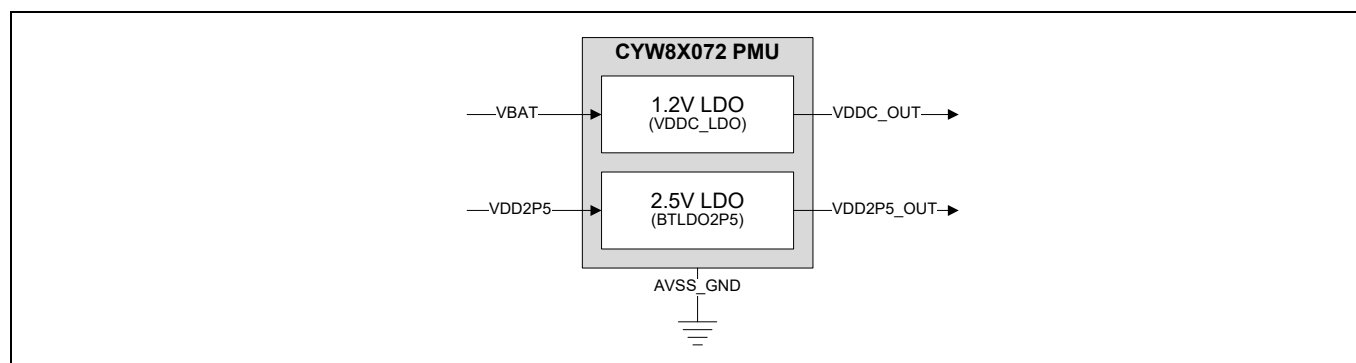 CYW8X072 PMU
VBAT
1.2V LDO
(VDDC_LDO)
VDDC_OUT
VDD2P5
2.5V LDO
(BTLDO2P5)
VDD2P5_OUT
AVSS_GND